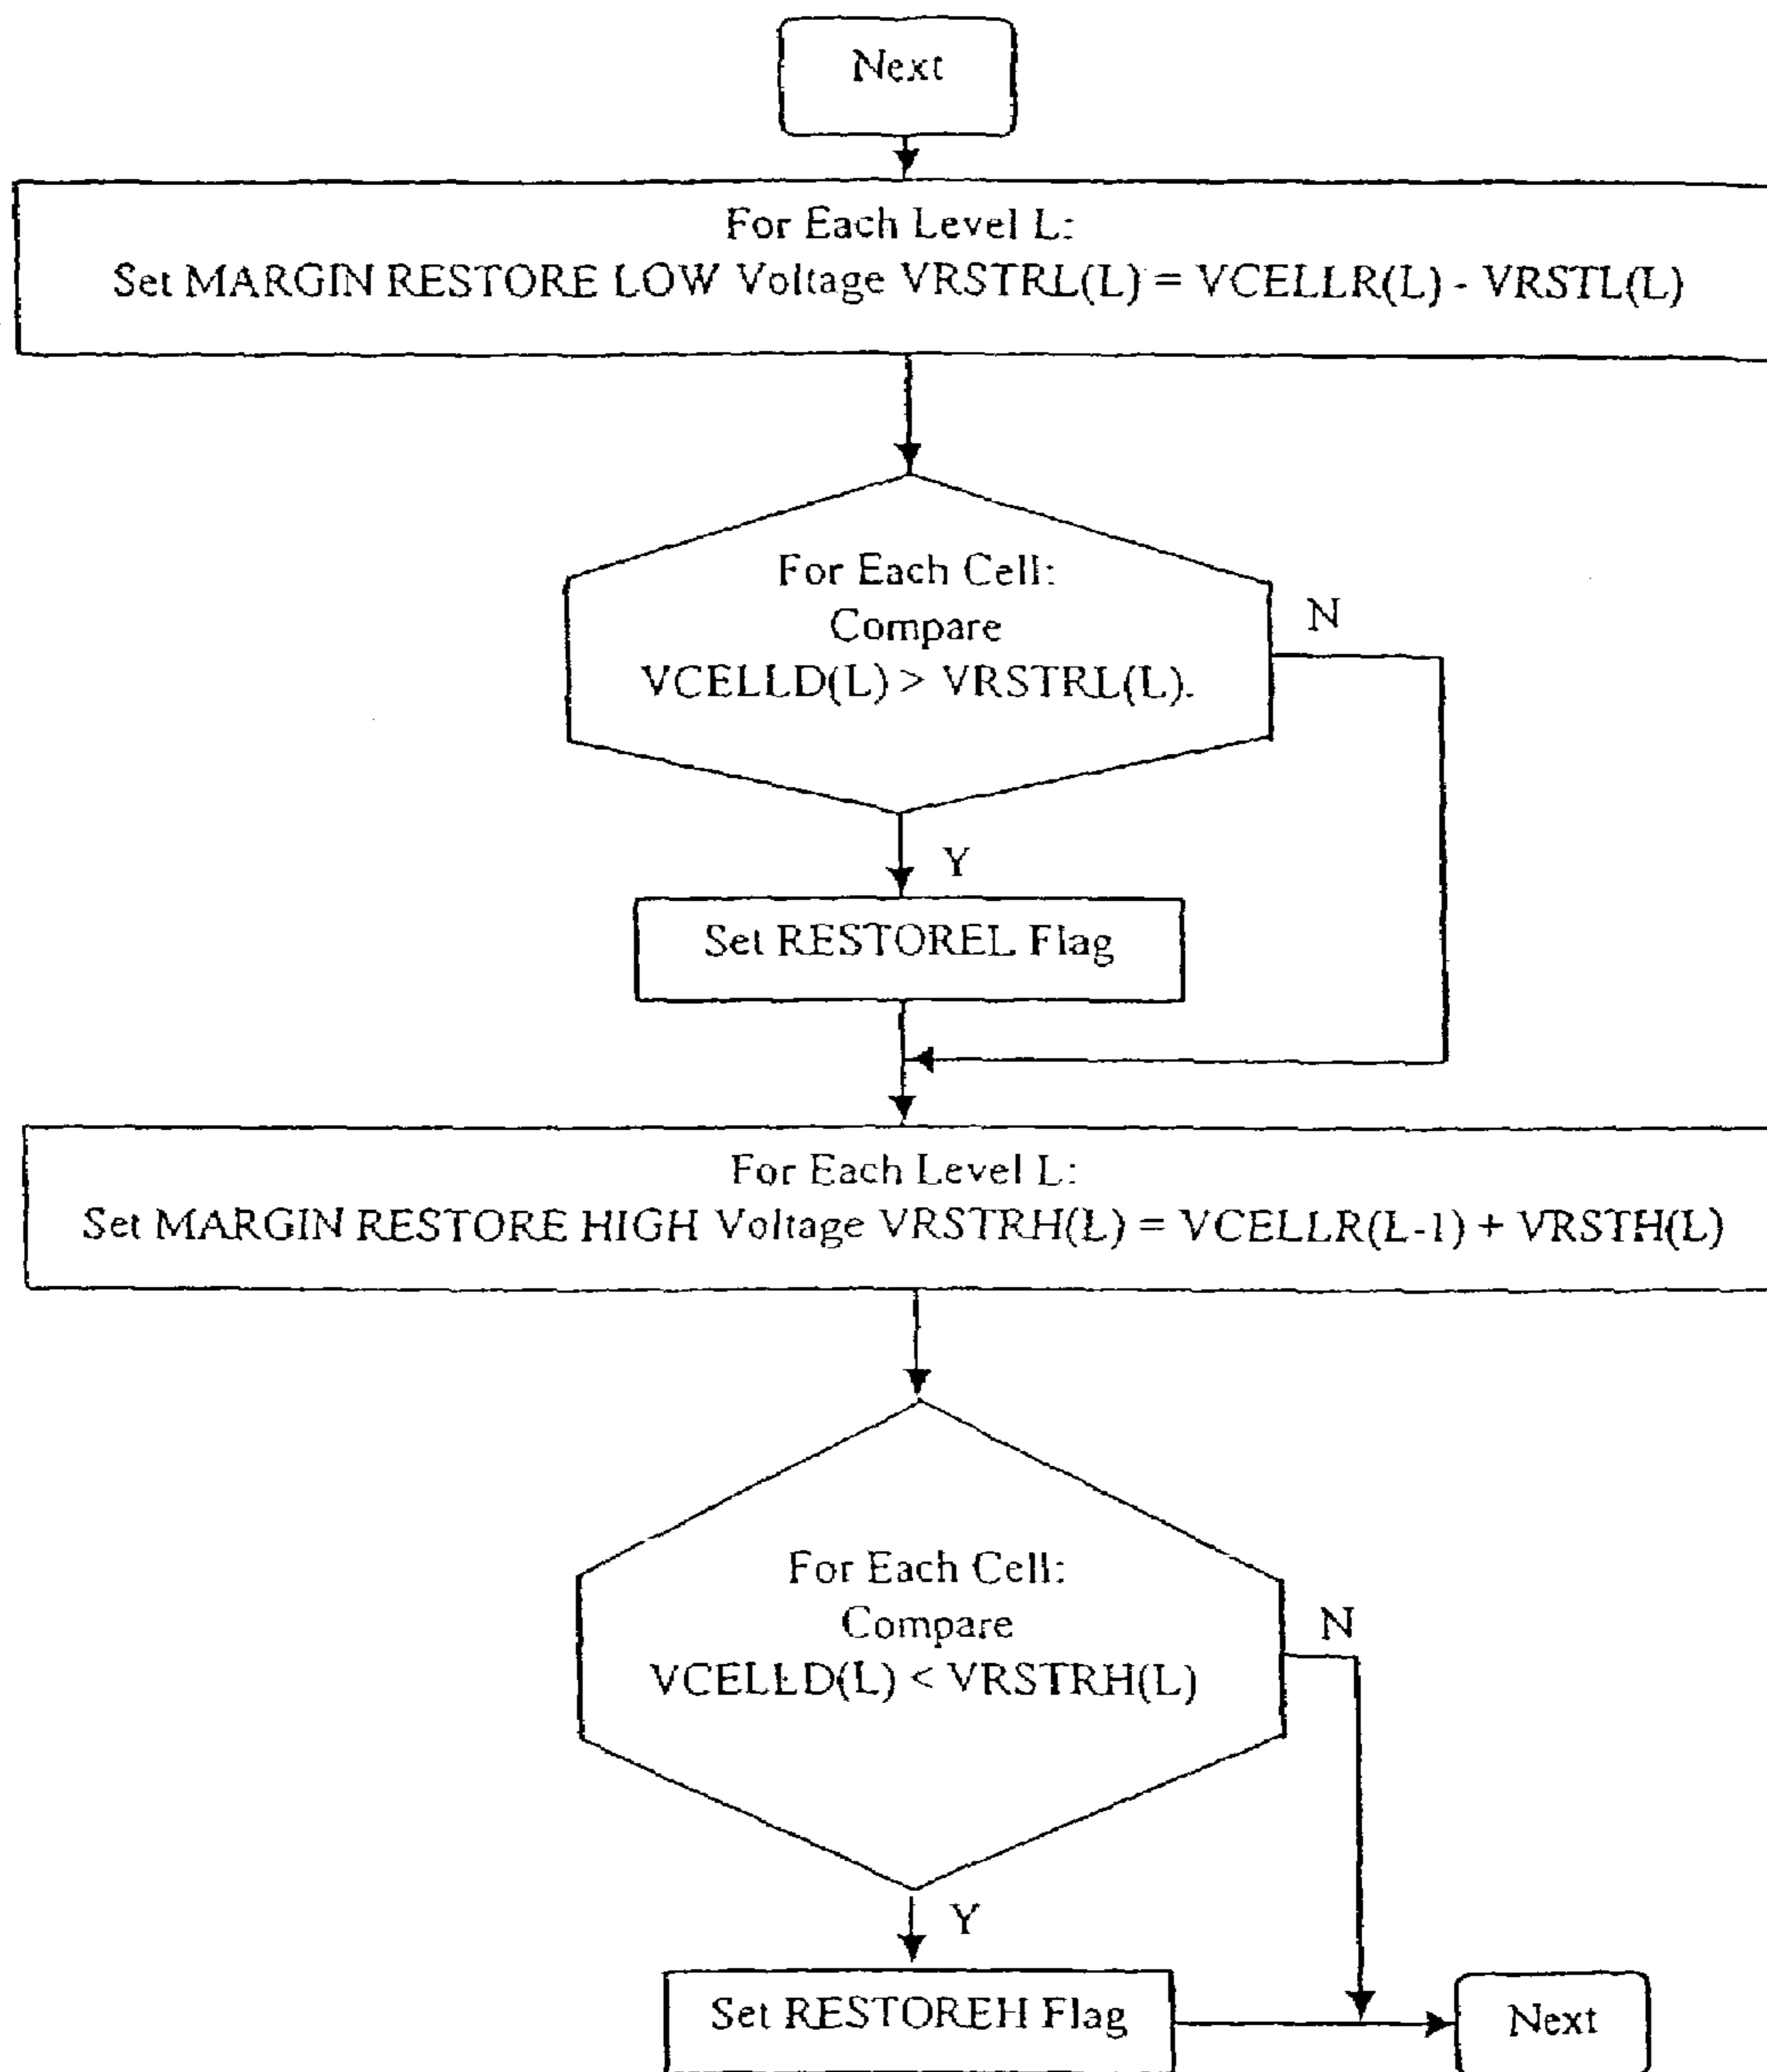 Next
For Each Level L:
Set MARGIN RESTORE LOW Voltage VRSTRL(L) = VCELLR(L) - VRSTL(L)
For Each Cell:
Compare
VCELLD(L) > VRSTRL(L).
N
Y
Set RESTOREL Flag
For Each Level L:
Set MARGIN RESTORE HIGH Voltage VRSTRH(L) = VCELLR(L-1) + VRSTH(L)
For Each Cell:
Compare
VCELLD(L) < VRSTRH(L)
N
Y
Set RESTOREH Flag
Next